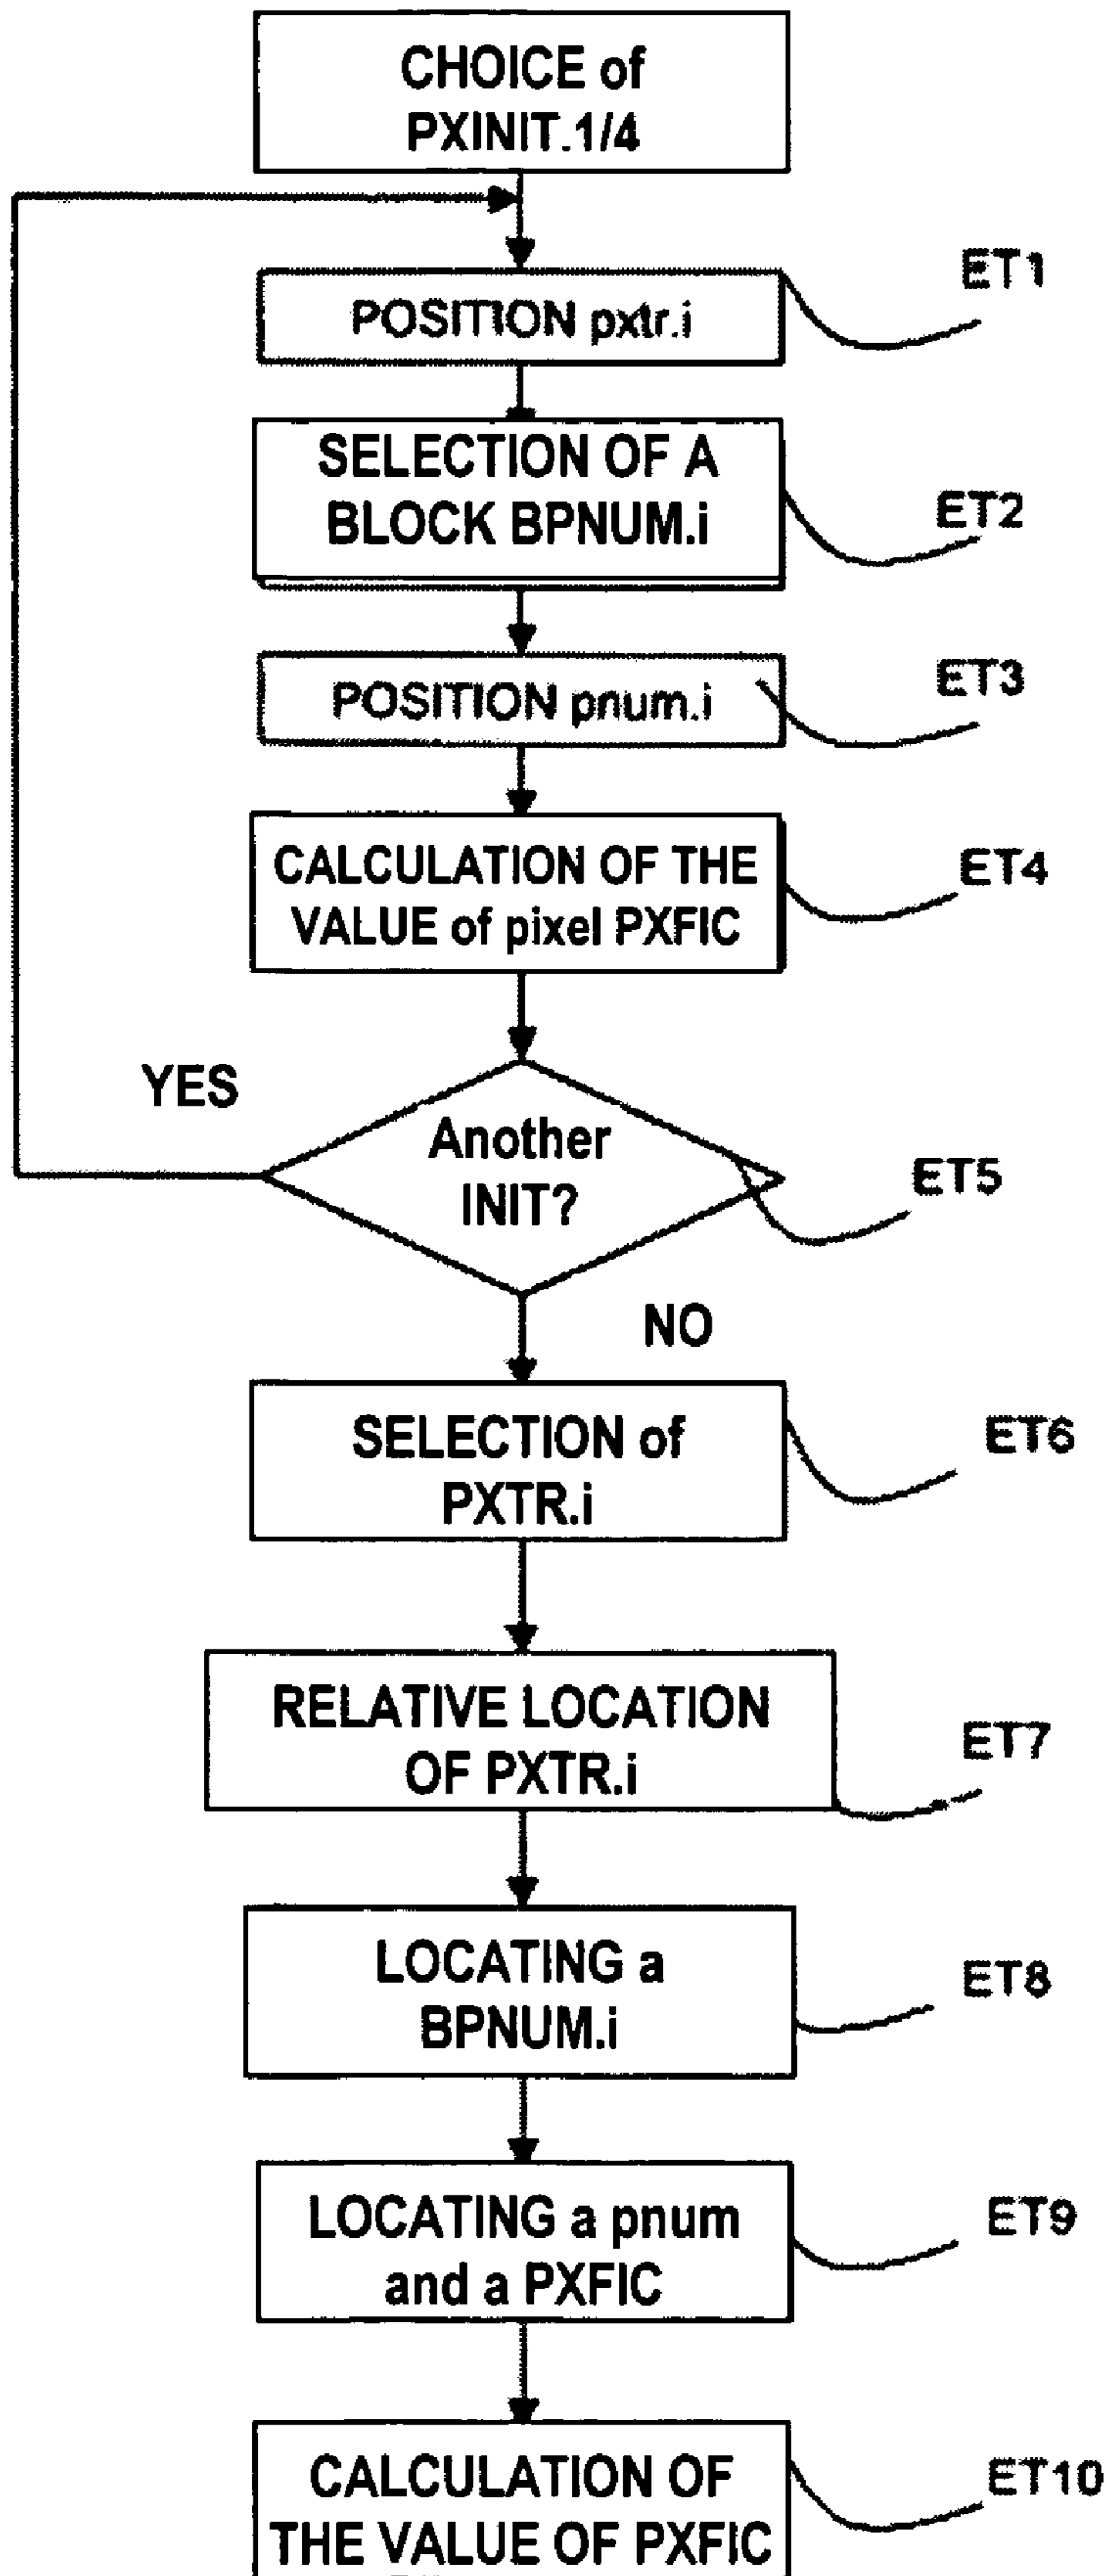 CHOICE of
PXINIT.1/4
ET1
POSITION pxtr.i
SELECTION OF A
BLOCK BPNUM.i
ET2
POSITION pnum.i
ET3
CALCULATION OF THE
VALUE of pixel PXFIC
ET4
YES
Another
INIT?
ET5
NO
SELECTION of
PXTR.i
ET6
RELATIVE LOCATION
OF PXTR.i
ET7
LOCATING a
BPNUM.i
ET8
LOCATING a pnum
and a PXFIC
ET9
CALCULATION OF
THE VALUE OF PXFIC
ET10